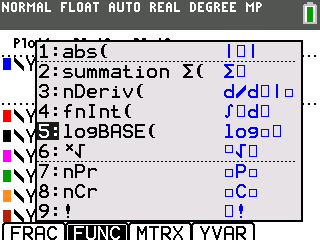 NORMAL FLOAT AUTO REAL DEGREE MP
1:abs( |□|
2:summation Σ( Σ□
3:nDeriv( d/d□|□
4:fnInt( ∫□d□
5:logBASE( log□□
6:ˣ√ □√□
7:nPr □P□
8:nCr □C□
9:! □!
FRAC FUNC MTRX YVAR